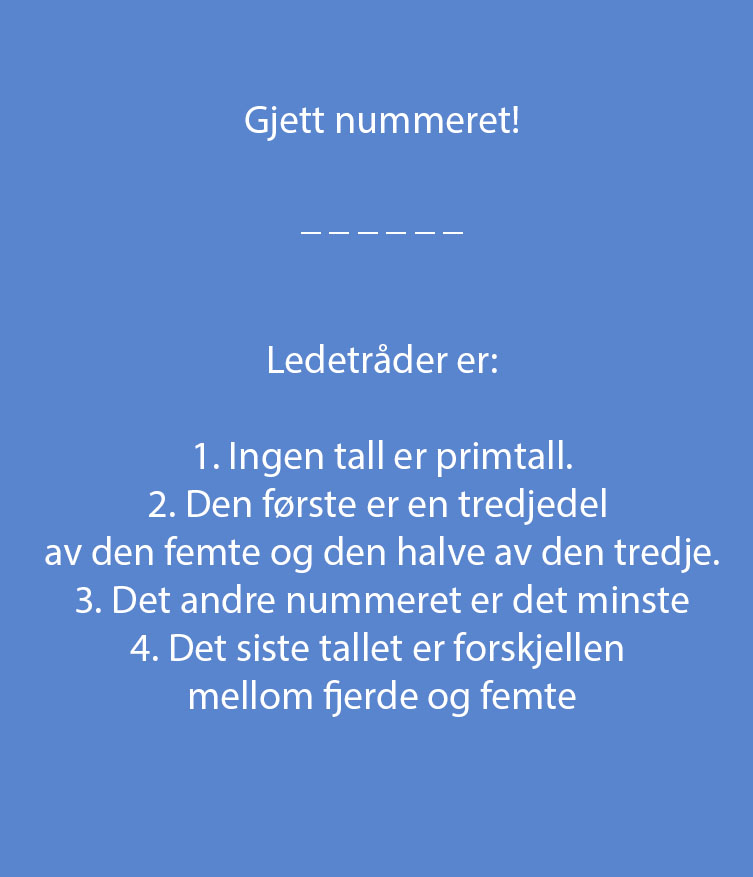 Gjett nummeret!
_ _ _ _ _ _
Ledetråder er:
1. Ingen tall er primtall.
2. Den første er en tredjedel
av den femte og den halve av den tredje.
3. Det andre nummeret er det minste
4. Det siste tallet er forskjellen
mellom fjerde og femte